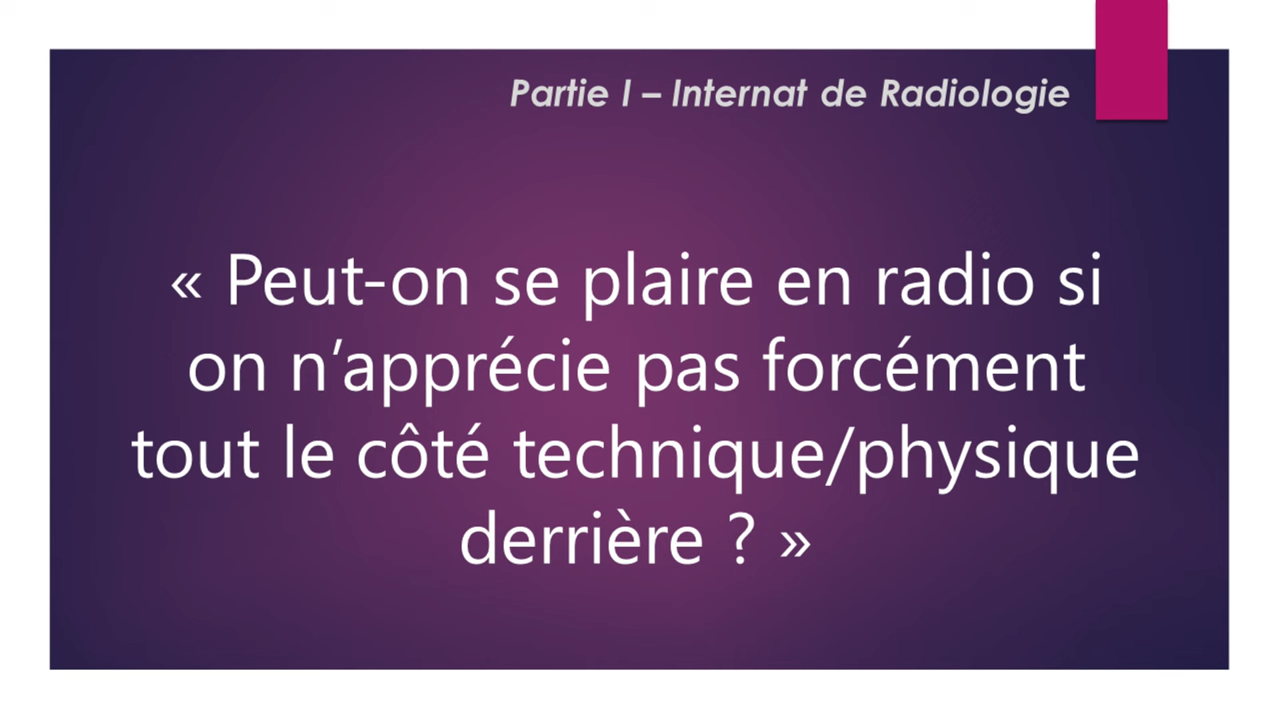 Partie I – Internat de Radiologie
« Peut-on se plaire en radio si
on n’apprécie pas forcément
tout le côté technique/physique
derrière ? »